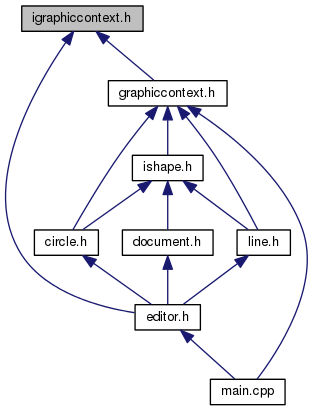 igraphiccontext.h
graphiccontext.h
ishape.h
circle.h
document.h
line.h
editor.h
main.cpp